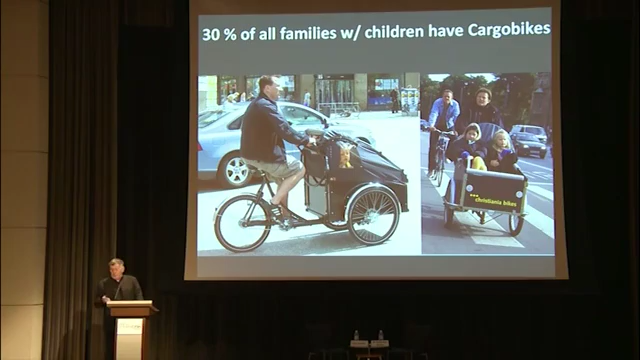 30 % of all families w/ children have Cargobikes
christiania bikes